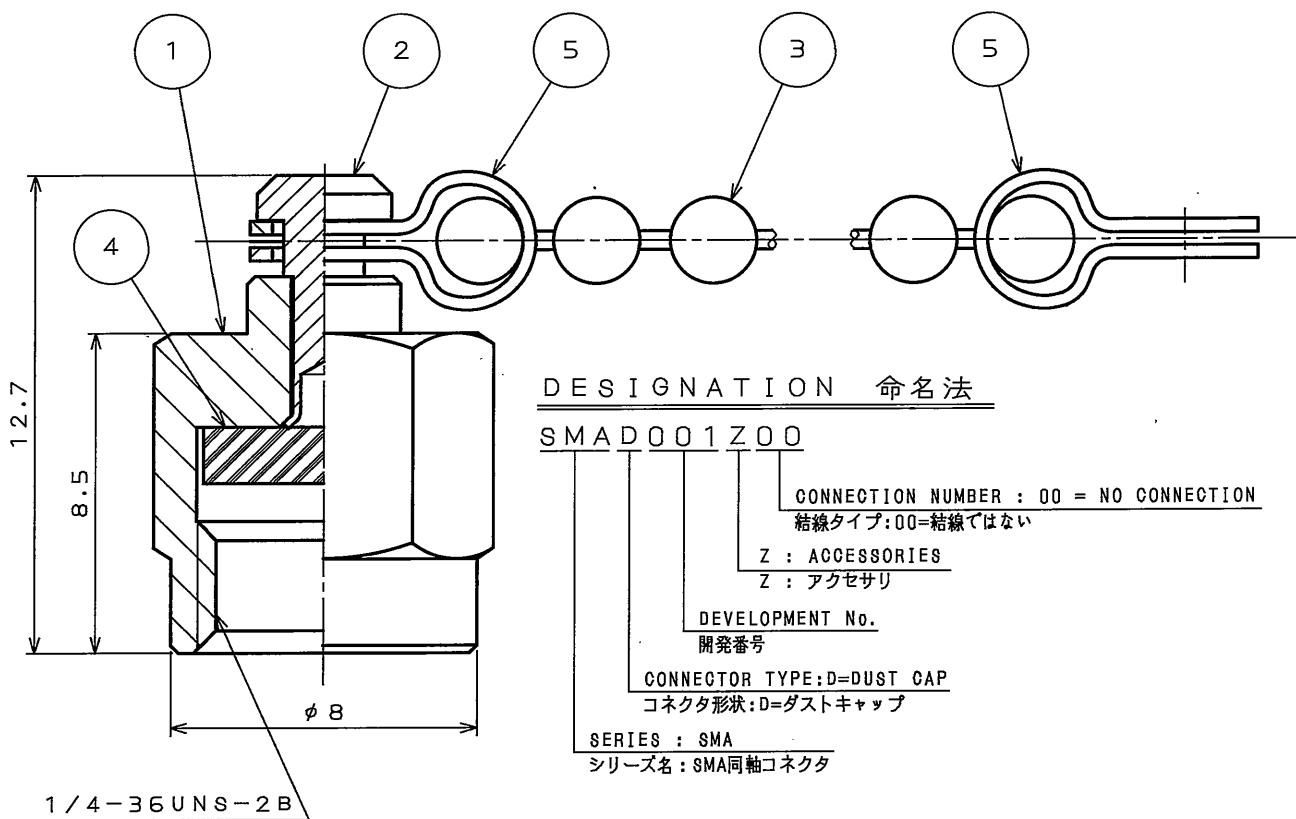 1
2
5
3
5
4
12.7
8.5
φ8
1/4-36UNS-2B
DESIGNATION 命名法
SMAD001Z00
CONNECTION NUMBER : 00 = NO CONNECTION
結線タイプ:00=結線ではない
Z : ACCESSORIES
Z : アクセサリ
DEVELOPMENT No.
開発番号
CONNECTOR TYPE:D=DUST CAP
コネクタ形状:D=ダストキャップ
SERIES : SMA
シリーズ名:SMA同軸コネクタ